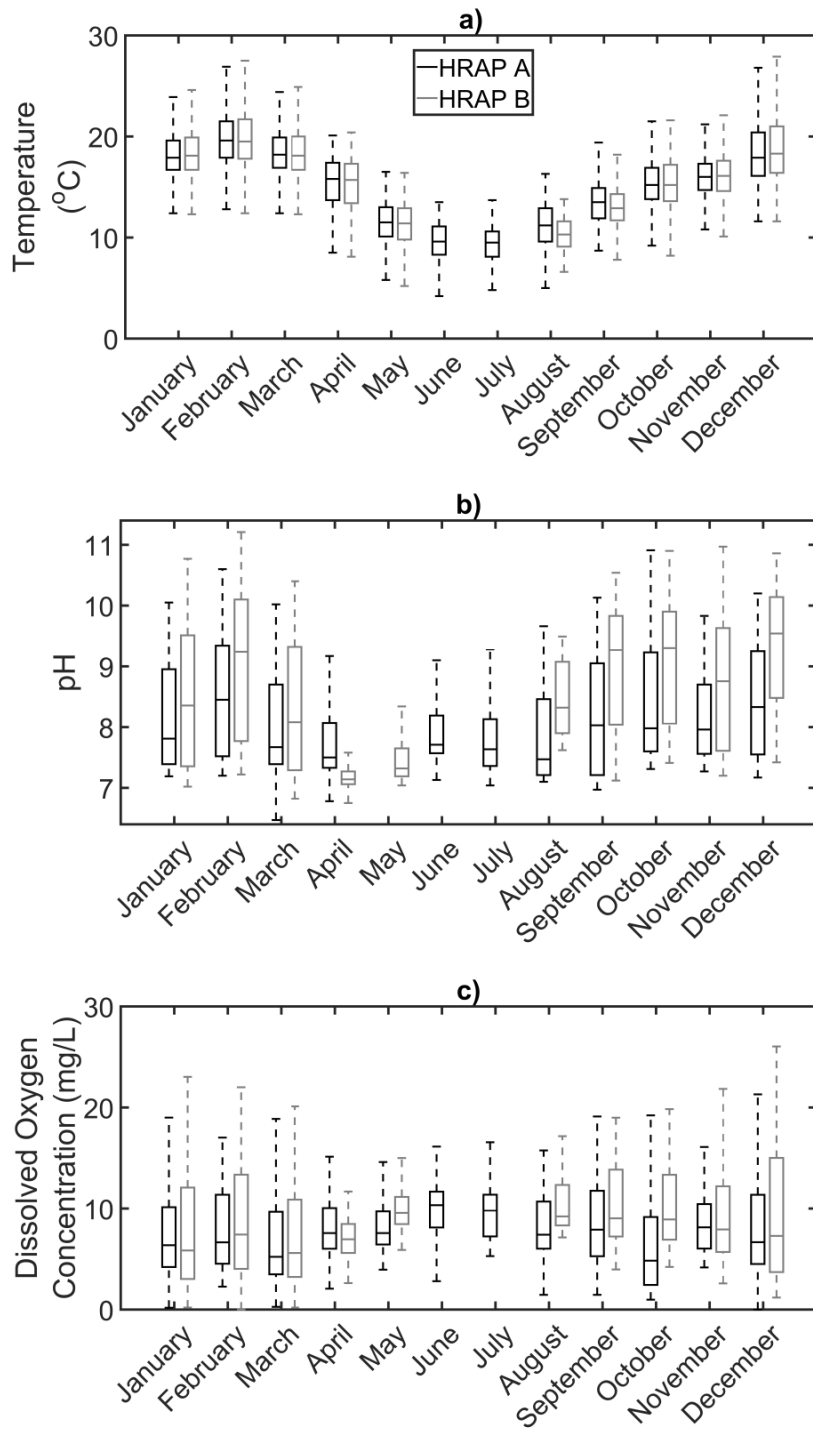 a)
30
20
10
0
Temperature
(°C)
HRAP A
HRAP B
January
February
March
April
May
June
July
August
September
October
November
December
b)
11
10
9
8
7
pH
January
February
March
April
May
June
July
August
September
October
November
December
c)
30
20
10
0
Dissolved Oxygen
Concentration (mg/L)
January
February
March
April
May
June
July
August
September
October
November
December